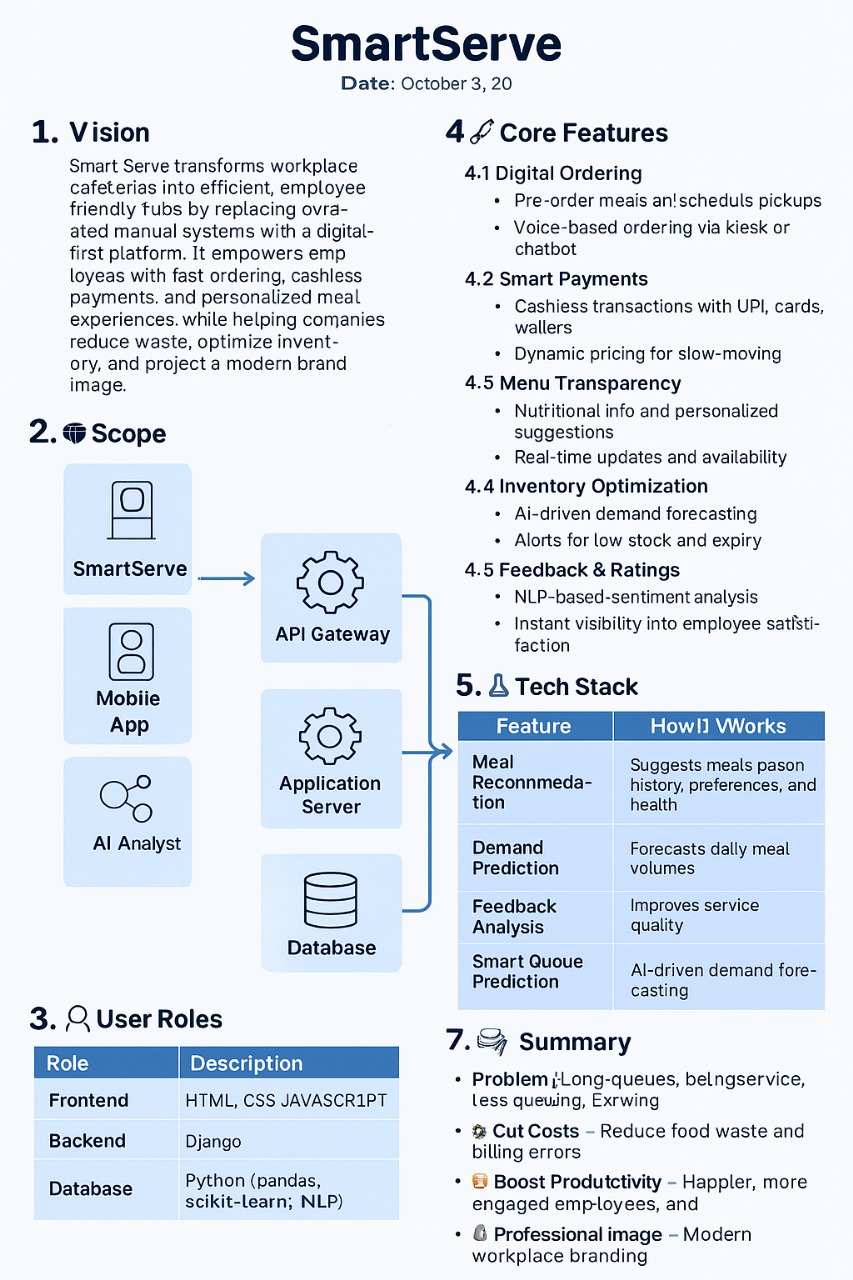 SmartServe
Date: October 3, 20
1. Vision
Smart Serve transforms workplace
cafeterias into efficient, employee
friendly fubs by replacing ovra-
ated manual systems with a digital-
first platform. It empowers emp
loyeas with fast ordering, cashless
payments. and personalized meal
experiences. while helping companies
reduce waste, optimize invent-
ory, and project a modern brand
image.
2. Scope
SmartServe
Mobiie
App
AI Analyst
API Gateway
Application
Server
Database
3. User Roles
Role Description
Frontend HTML, CSS JAVASCR1PT
Backend Django
Database Python (pandas,
scikit-learn; NLP)
4 Core Features
4.1 Digital Ordering
• Pre-order meais an! scheduls pickups
• Voice-based ordering via kiesk or
chatbot
4.2 Smart Payments
• Cashiess transactions with UPI, cards,
wallers
• Dynamic pricing for slow-moving
4.5 Menu Transparency
• Nutritional info and personalized
suggestions
• Real-time updates and availability
4.4 Inventory Optimization
• Ai-driven demand forecasting
• Alorts for low stock and expiry
4.5 Feedback & Ratings
• NLP-based-sentiment analysis
• Instant visibility into employee satisti-
faction
5. Tech Stack
Feature
Meal
Reconnmeda-
tion
Suggests meals pason
history, preferences, and
health
Demand
Prediction
Forecasts dally meal
volumes
Feedback
Analysis
Improves service
quality
Smart Quoue
Prediction
AI-driven demand fore-
casting
7. Summary
• Problem Long-queues, belngservice,
less queuing, Exrwing
• Cut Costs – Reduce food waste and
billing errors
• Boost Produtctivity – Happler, more
engaged emp-loyees, and
• Professional image – Modern
workplace branding